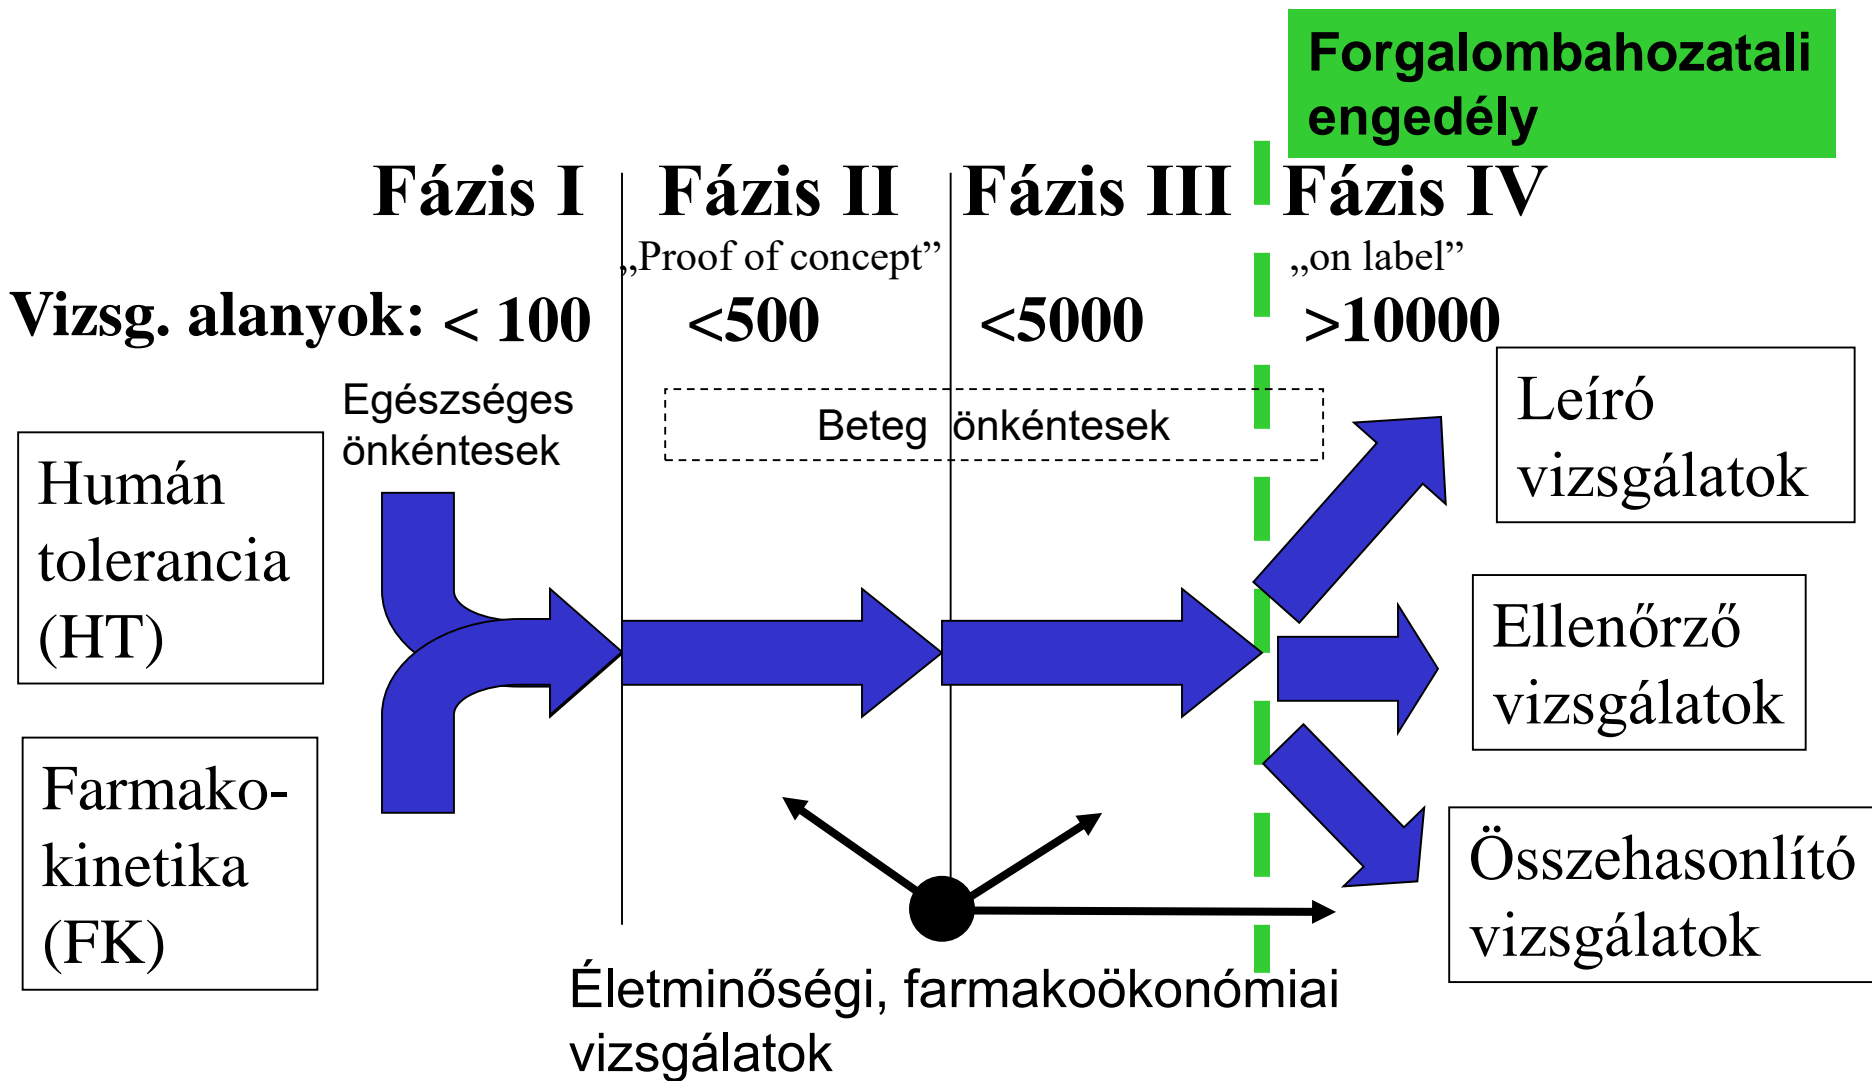 Forgalombahozatali
engedély
Fázis I
Fázis II
Fázis III
Fázis IV
„Proof of concept”
„on label”
Vizsg. alanyok:
< 100
<500
<5000
>10000
Egészséges
önkéntesek
Beteg önkéntesek
Humán
tolerancia
(HT)
Farmako-
kinetika
(FK)
Leíró
vizsgálatok
Ellenőrző
vizsgálatok
Összehasonlító
vizsgálatok
Életminőségi, farmakoökonómiai
vizsgálatok